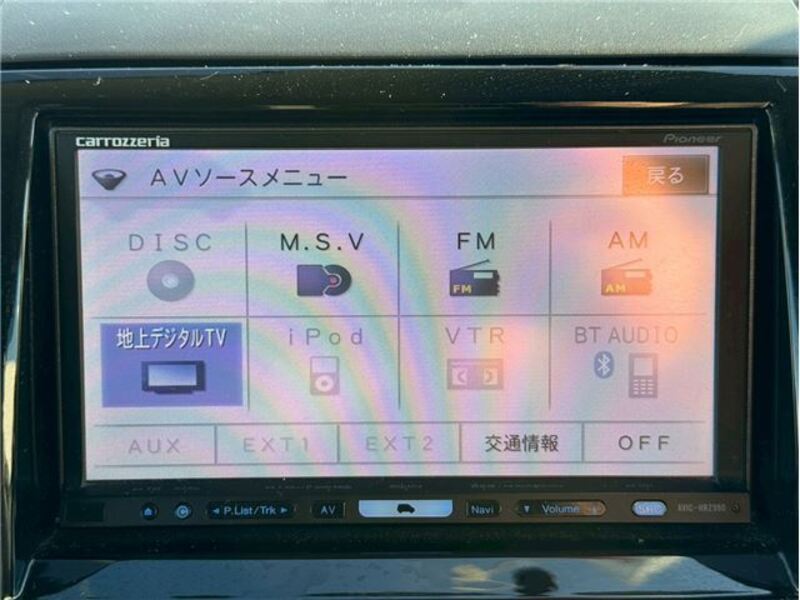 carrozzeria Pioneer
AVソースメニュー 戻る
DISC M.S.V FM AM
FM AM
地上デジタルTV iPod VTR BT AUDIO
AUX EXT1 EXT2 交通情報 OFF
P.List/Trk AV Navi Volume SRC